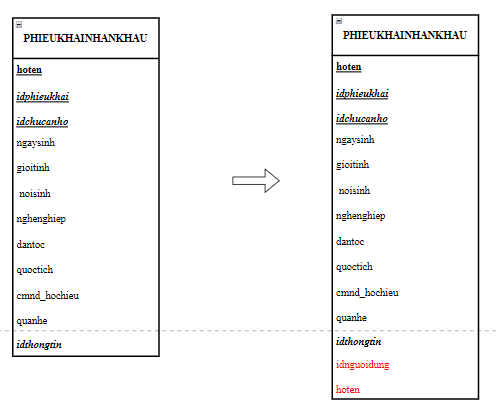 PHIEUKHAINHANKHAU
hoten
idphieukhai
idchucanho
ngaysinh
gioitinh
noisinh
nghenghiep
dantoc
quoctich
cmnd_hochieu
quanhe
idthongtin
PHIEUKHAINHANKHAU
hoten
idphieukhai
idchucanho
ngaysinh
gioitinh
noisinh
nghenghiep
dantoc
quoctich
cmnd_hochieu
quanhe
idthongtin
idnguoidung
hoten